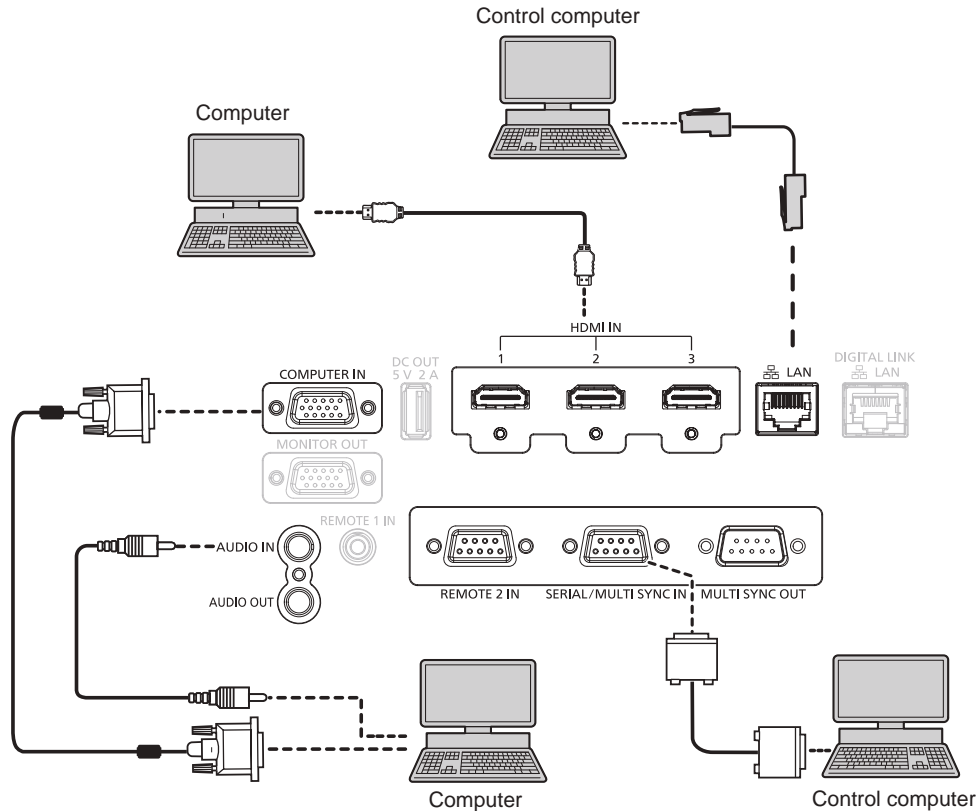 Control computer
Computer
HDMI IN
1 2 3
DC OUT
5 V 2 A
COMPUTER IN
DIGITAL LINK
LAN
LAN
MONITOR OUT
REMOTE 1 IN
AUDIO IN
AUDIO OUT
REMOTE 2 IN
SERIAL/MULTI SYNC IN
MULTI SYNC OUT
Computer
Control computer